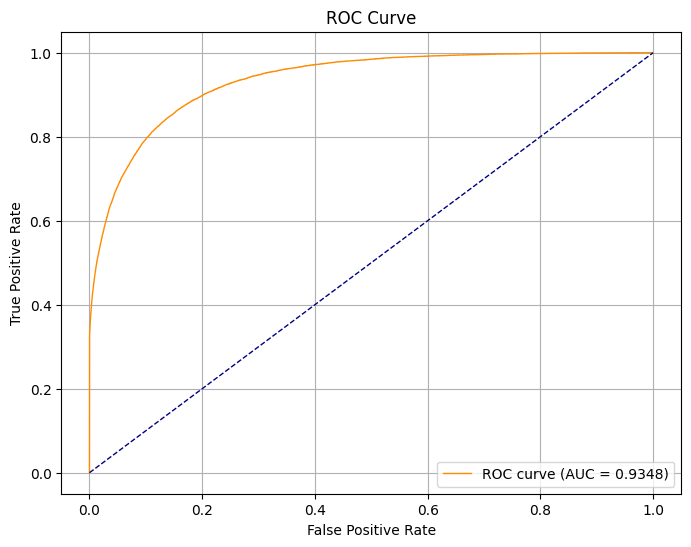 ROC Curve
True Positive Rate
1.0
0.8
0.6
0.4
0.2
0.0
ROC curve (AUC = 0.9348)
0.0 0.2 0.4 0.6 0.8 1.0
False Positive Rate